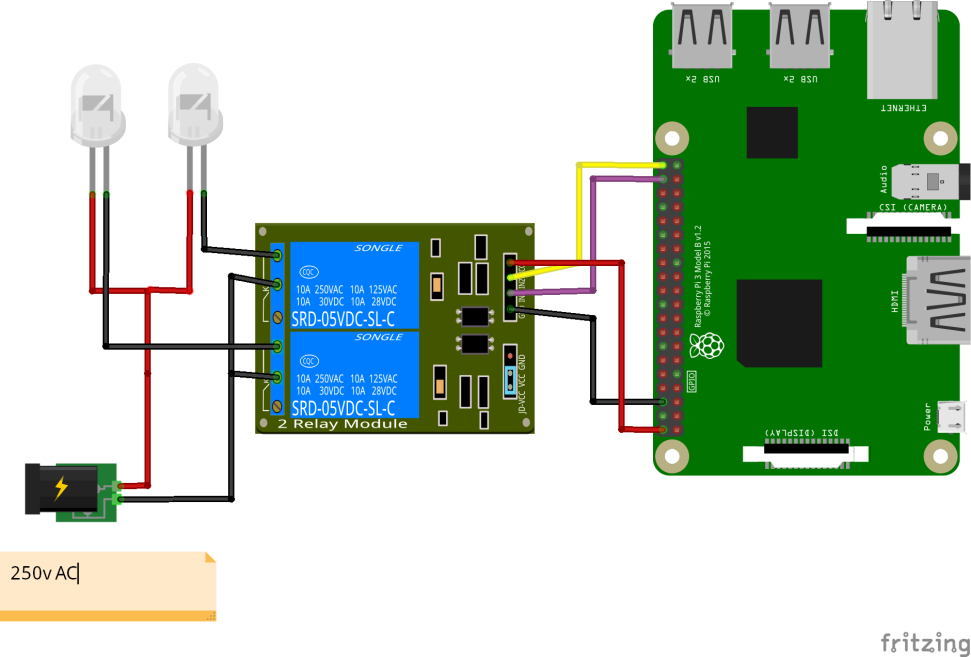 USB 2x
USB 2x
ETHERNET
Audio
CSI (CAMERA)
Raspberry Pi 3 Model B v1.2
© Raspberry Pi 2015
HDMI
GPIO
Power
DSI (DISPLAY)
SONGLE
CQC
10A 250VAC 10A 125VAC
10A 30VDC 10A 28VDC
SRD-05VDC-SL-C
SONGLE
CQC
10A 250VAC 10A 125VAC
10A 30VDC 10A 28VDC
SRD-05VDC-SL-C
2 Relay Module
JD-VCC VCC GND
250v AC
fritzing